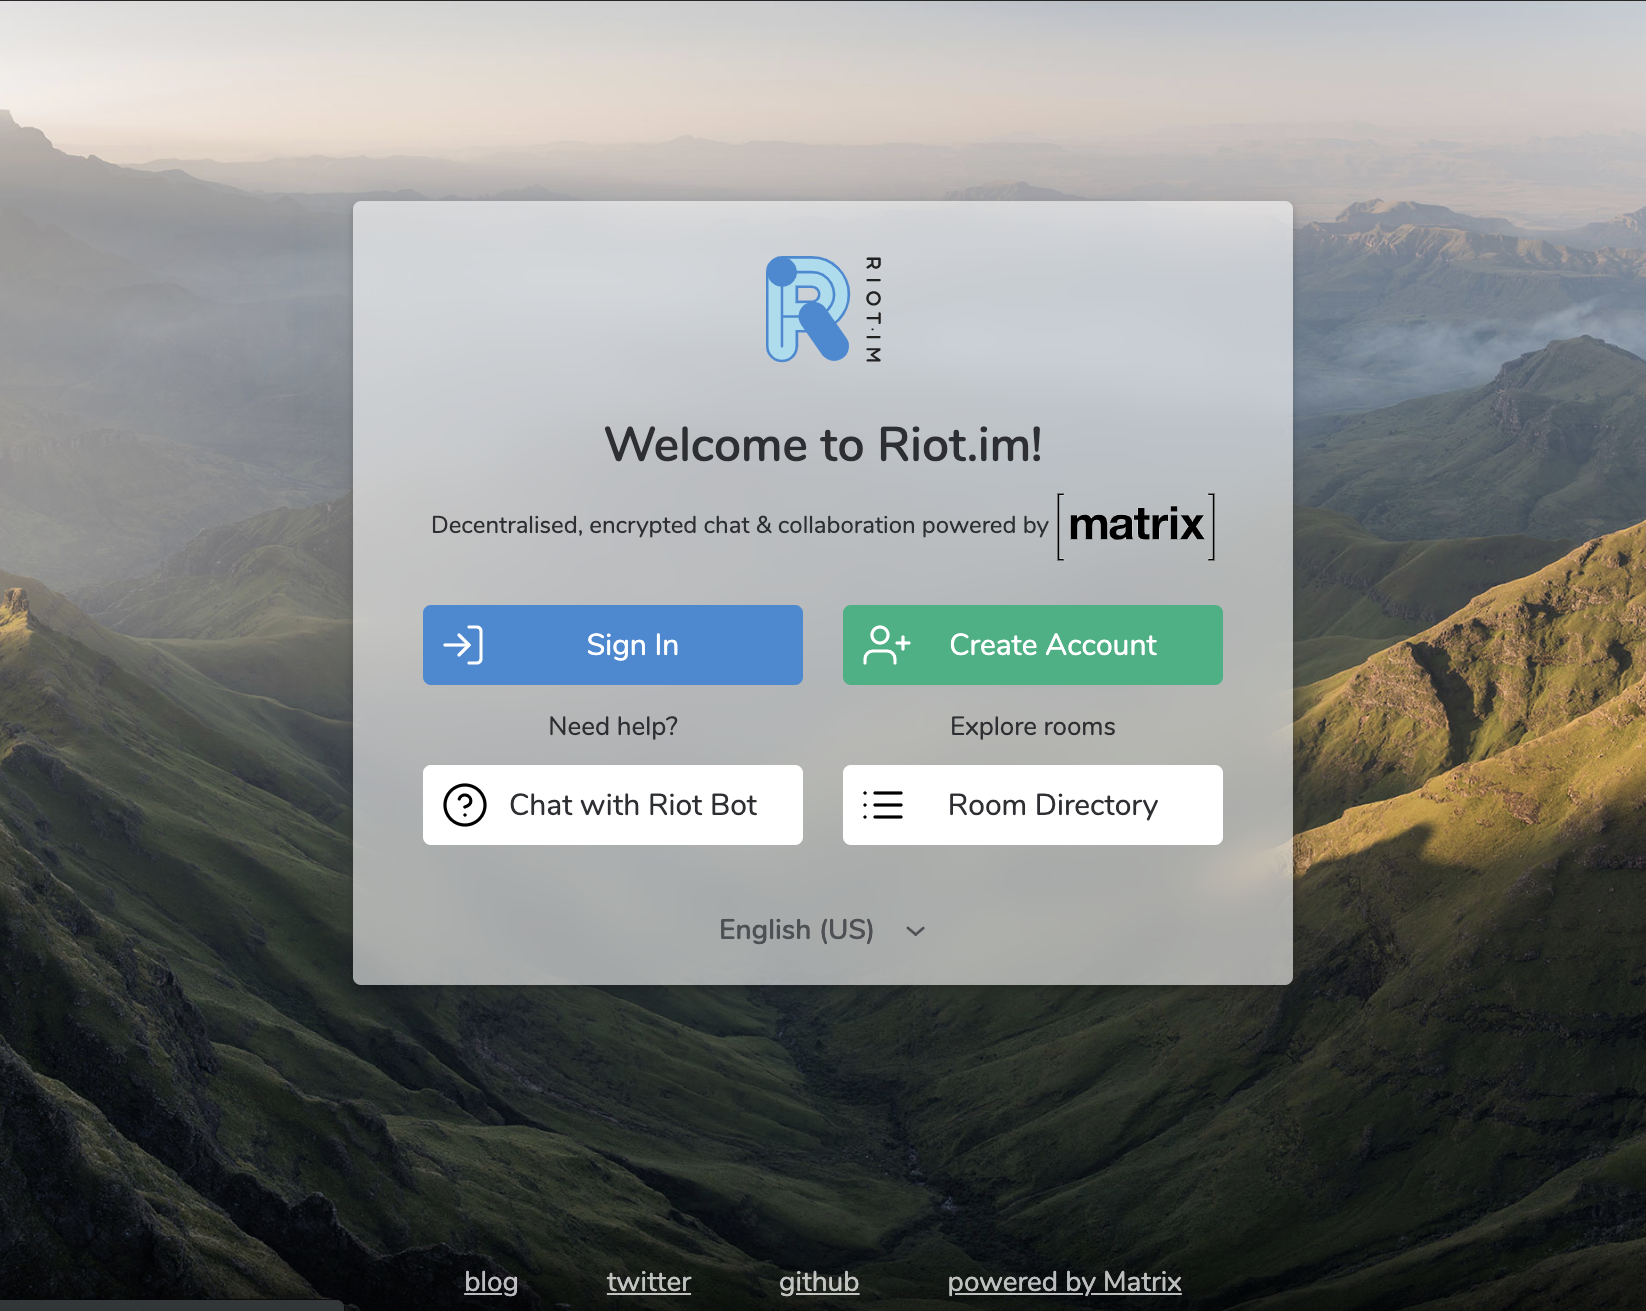 RIOT.IM
Welcome to Riot.im!
Decentralised, encrypted chat & collaboration powered by [matrix]
Sign In
Create Account
Need help?
Explore rooms
Chat with Riot Bot
Room Directory
English (US)
blog twitter github powered by Matrix